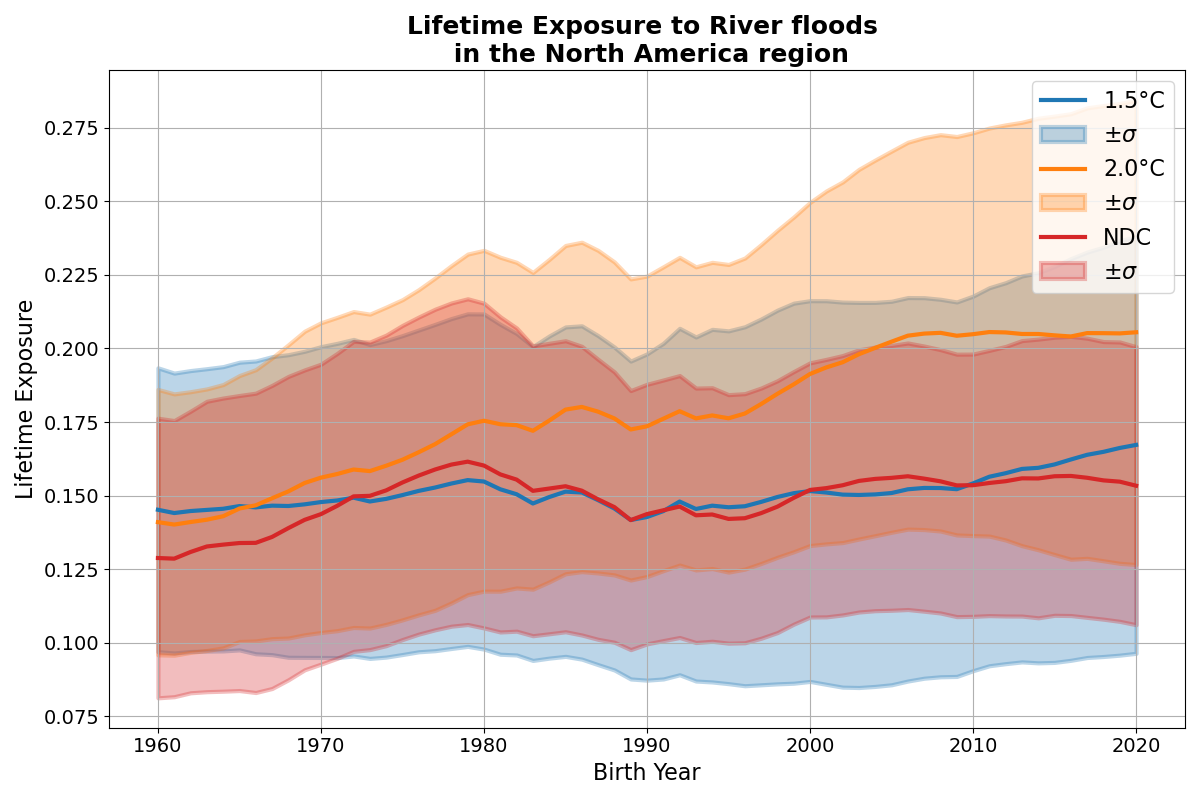 Lifetime Exposure to River floods
in the North America region
Lifetime Exposure
0.275
0.250
0.225
0.200
0.175
0.150
0.125
0.100
0.075
1.5°C
±σ
2.0°C
±σ
NDC
±σ
1960 1970 1980 1990 2000 2010 2020
Birth Year